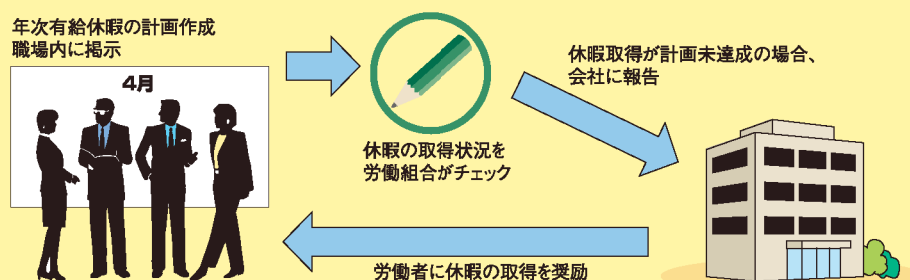 年次有給休暇の計画作成
職場内に掲示
4月
休暇の取得状況を
労働組合がチェック
休暇取得が計画未達成の場合、
会社に報告
労働者に休暇の取得を奨励